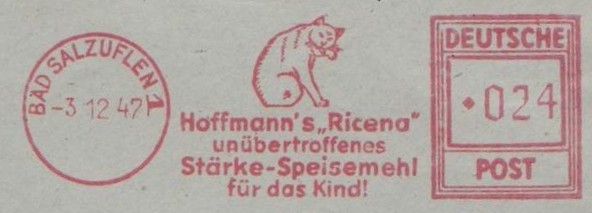 BAD SALZUFLEN 1
-3.12.47
Hoffmann's „Ricena"
unübertroffenes
Stärke-Speisemehl
für das Kind!
DEUTSCHE
024
POST